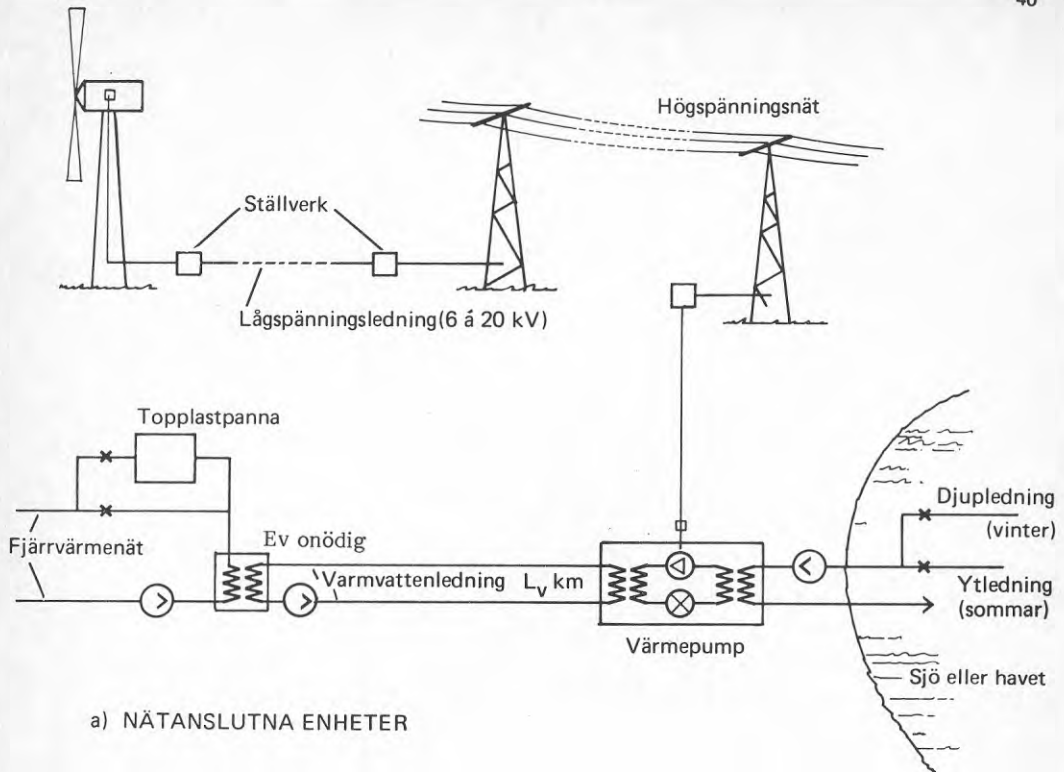 40
Högspänningsnät
Ställverk
Lågspänningsledning(6 á 20 kV)
Topplastpanna
Fjärrvärmenät
Ev onödig
Varmvattenledning Lv km
Värmepump
Djupledning
(vinter)
Ytledning
(sommar)
Sjö eller havet
a) NÄTANSLUTNA ENHETER